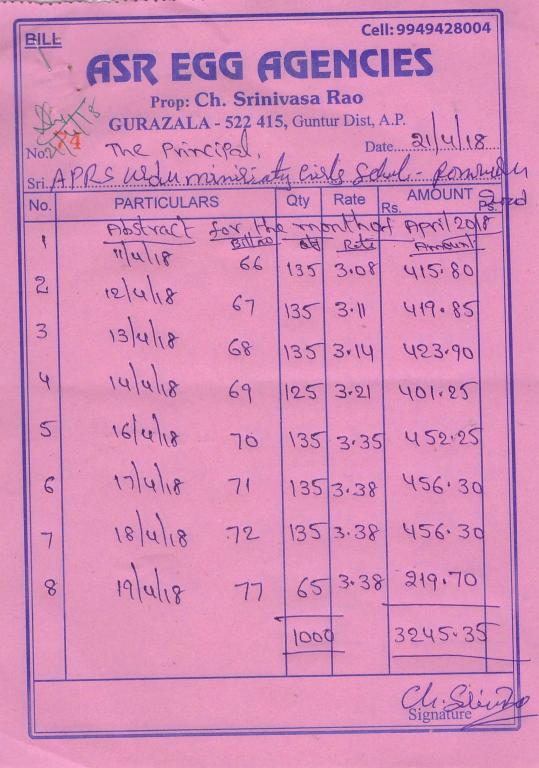 BILL
Cell: 9949428004
ASR EGG AGENCIES
Prop: Ch. Srinivasa Rao
GURAZALA - 522 415, Guntur Dist, A.P.
No. 74 The Principal, Date 21/4/18
Sri. APRS Urdu minority Girls
No. PARTICULARS Qty Rate AMOUNT Rs. Ps.
Abstract for the month of April 2018
Bill no Qty Rate Amount
1 11/4/18 66 135 3.08 415.80
2 12/4/18 67 135 3.11 419.85
3 13/4/18 68 135 3.14 423.90
4 14/4/18 69 125 3.21 401.25
5 16/4/18 70 135 3.35 452.25
6 17/4/18 71 135 3.38 456.30
7 18/4/18 72 135 3.38 456.30
8 19/4/18 77 65 3.38 219.70
1000 3245.35
Signature